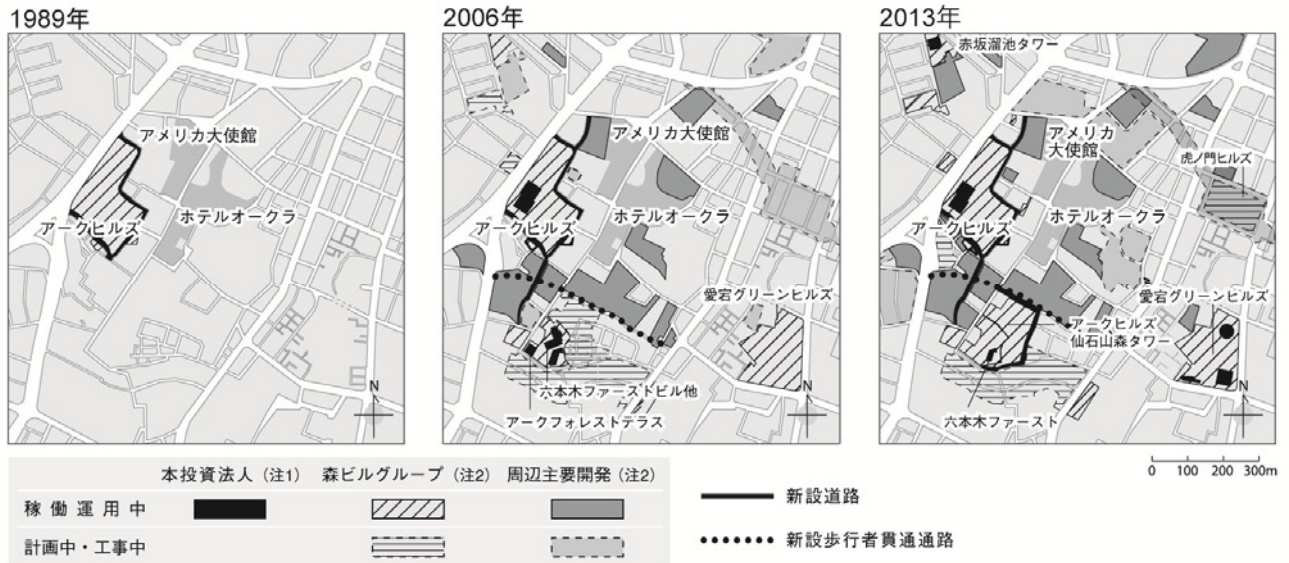 1989年
アメリカ大使館
アークヒルズ
ホテルオークラ
N
2006年
アメリカ大使館
アークヒルズ
ホテルオークラ
愛宕グリーンヒルズ
六本木ファーストビル他
アークフォレストテラス
N
2013年
赤坂溜池タワー
アメリカ
大使館
虎ノ門ヒルズ
アークヒルズ
ホテルオークラ
愛宕グリーンヒルズ
アークヒルズ
仙石山森タワー
六本木ファースト
N
0 100 200 300m
本投資法人（注1） 森ビルグループ（注2） 周辺主要開発（注2）
稼働運用中
計画中・工事中
新設道路
新設歩行者貫通通路